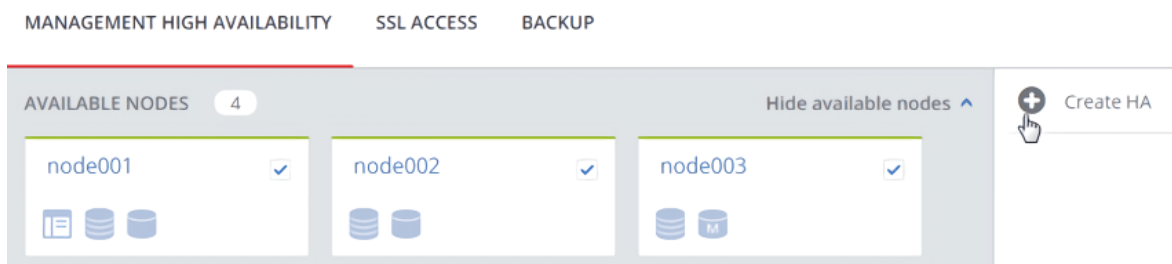 MANAGEMENT HIGH AVAILABILITY SSL ACCESS BACKUP
AVAILABLE NODES 4 Hide available nodes Create HA
node001 node002 node003
M